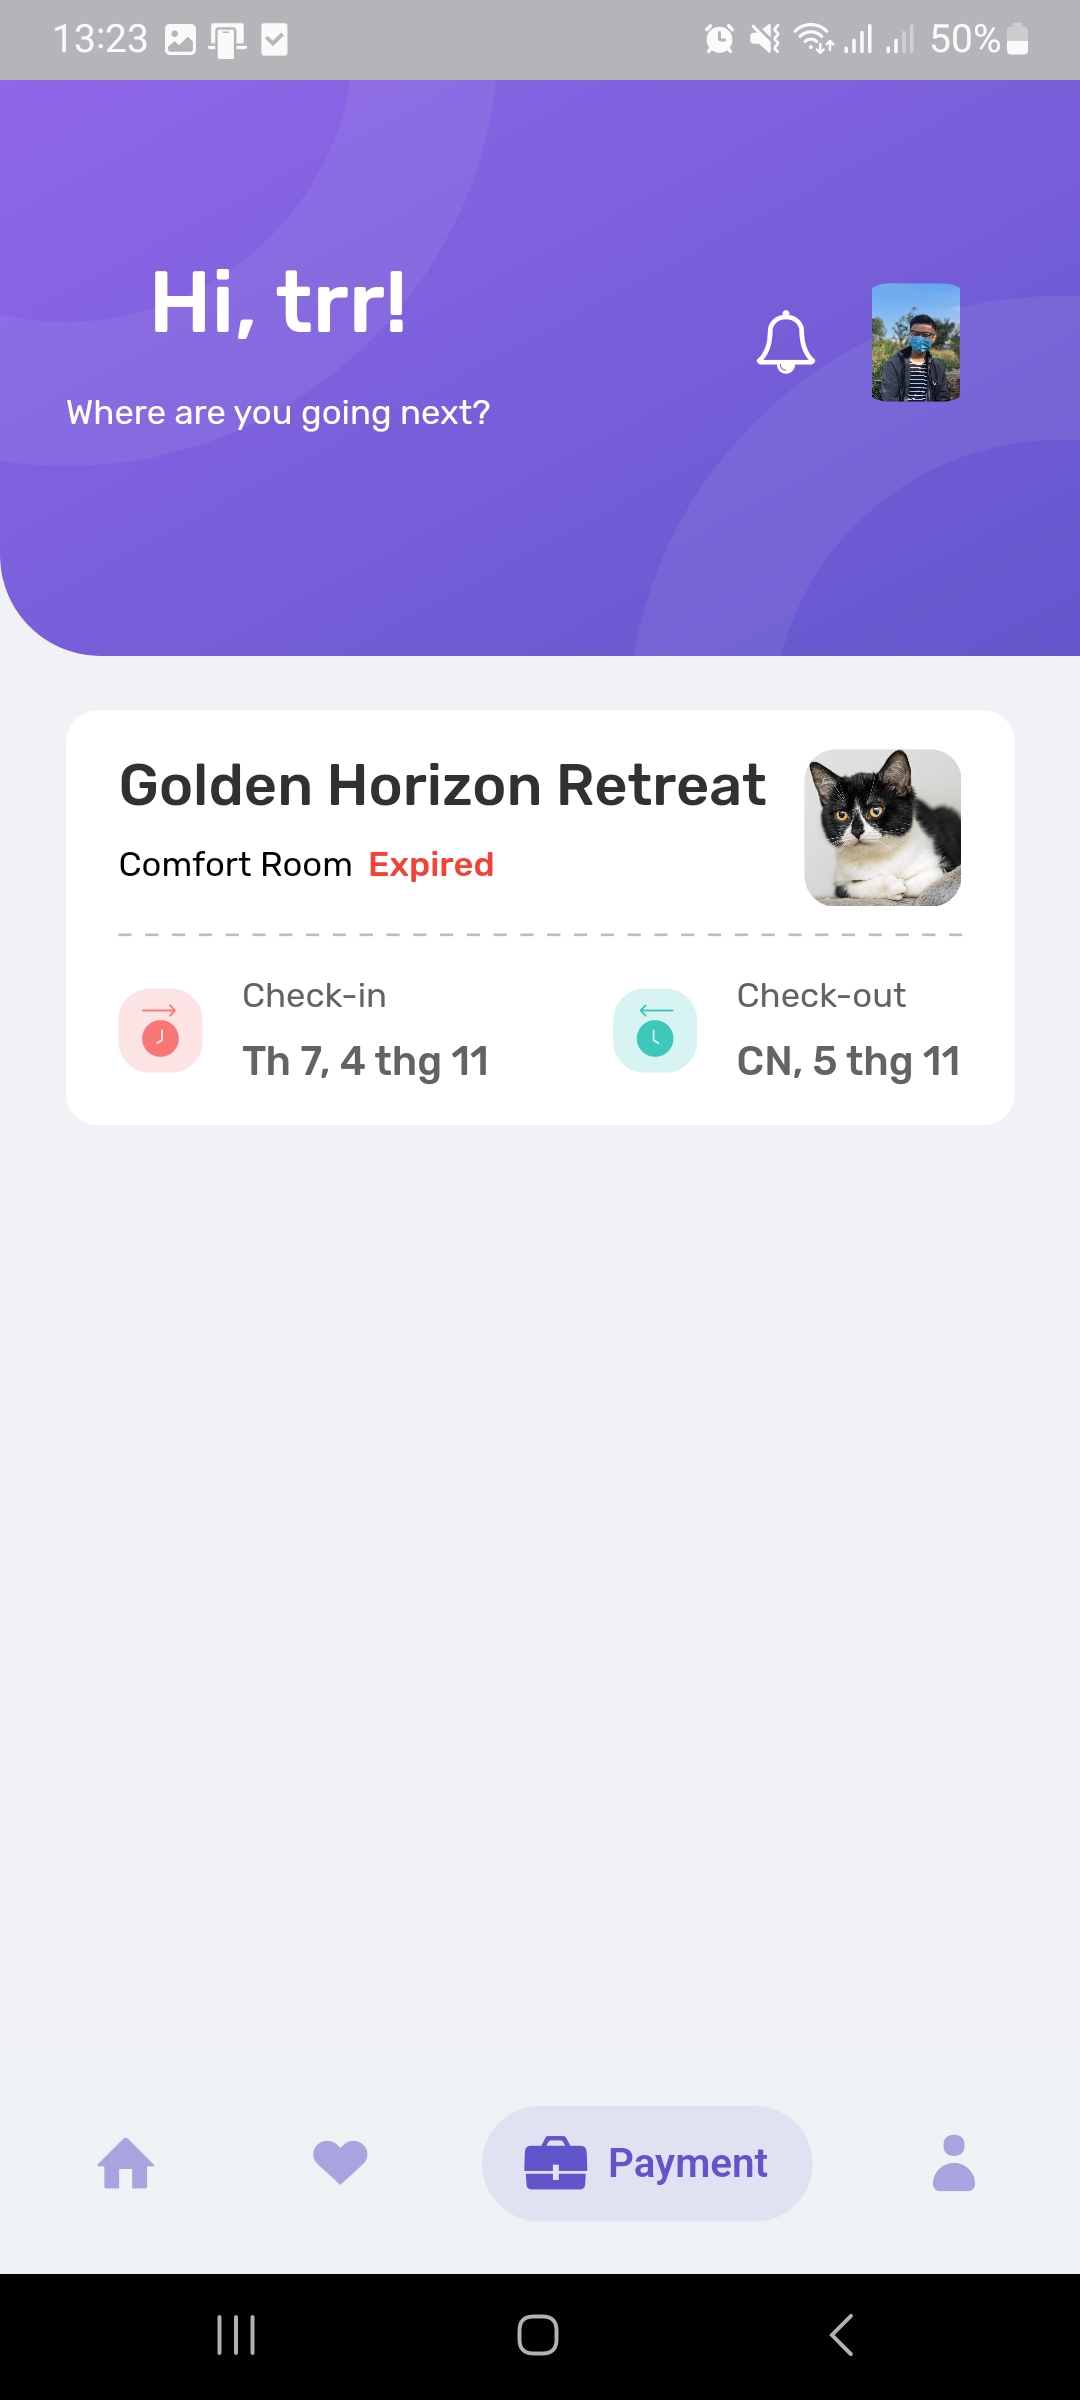 13:23
50%
Hi, trr!
Where are you going next?
Golden Horizon Retreat
Comfort Room Expired
Check-in
Th 7, 4 thg 11
Check-out
CN, 5 thg 11
Payment